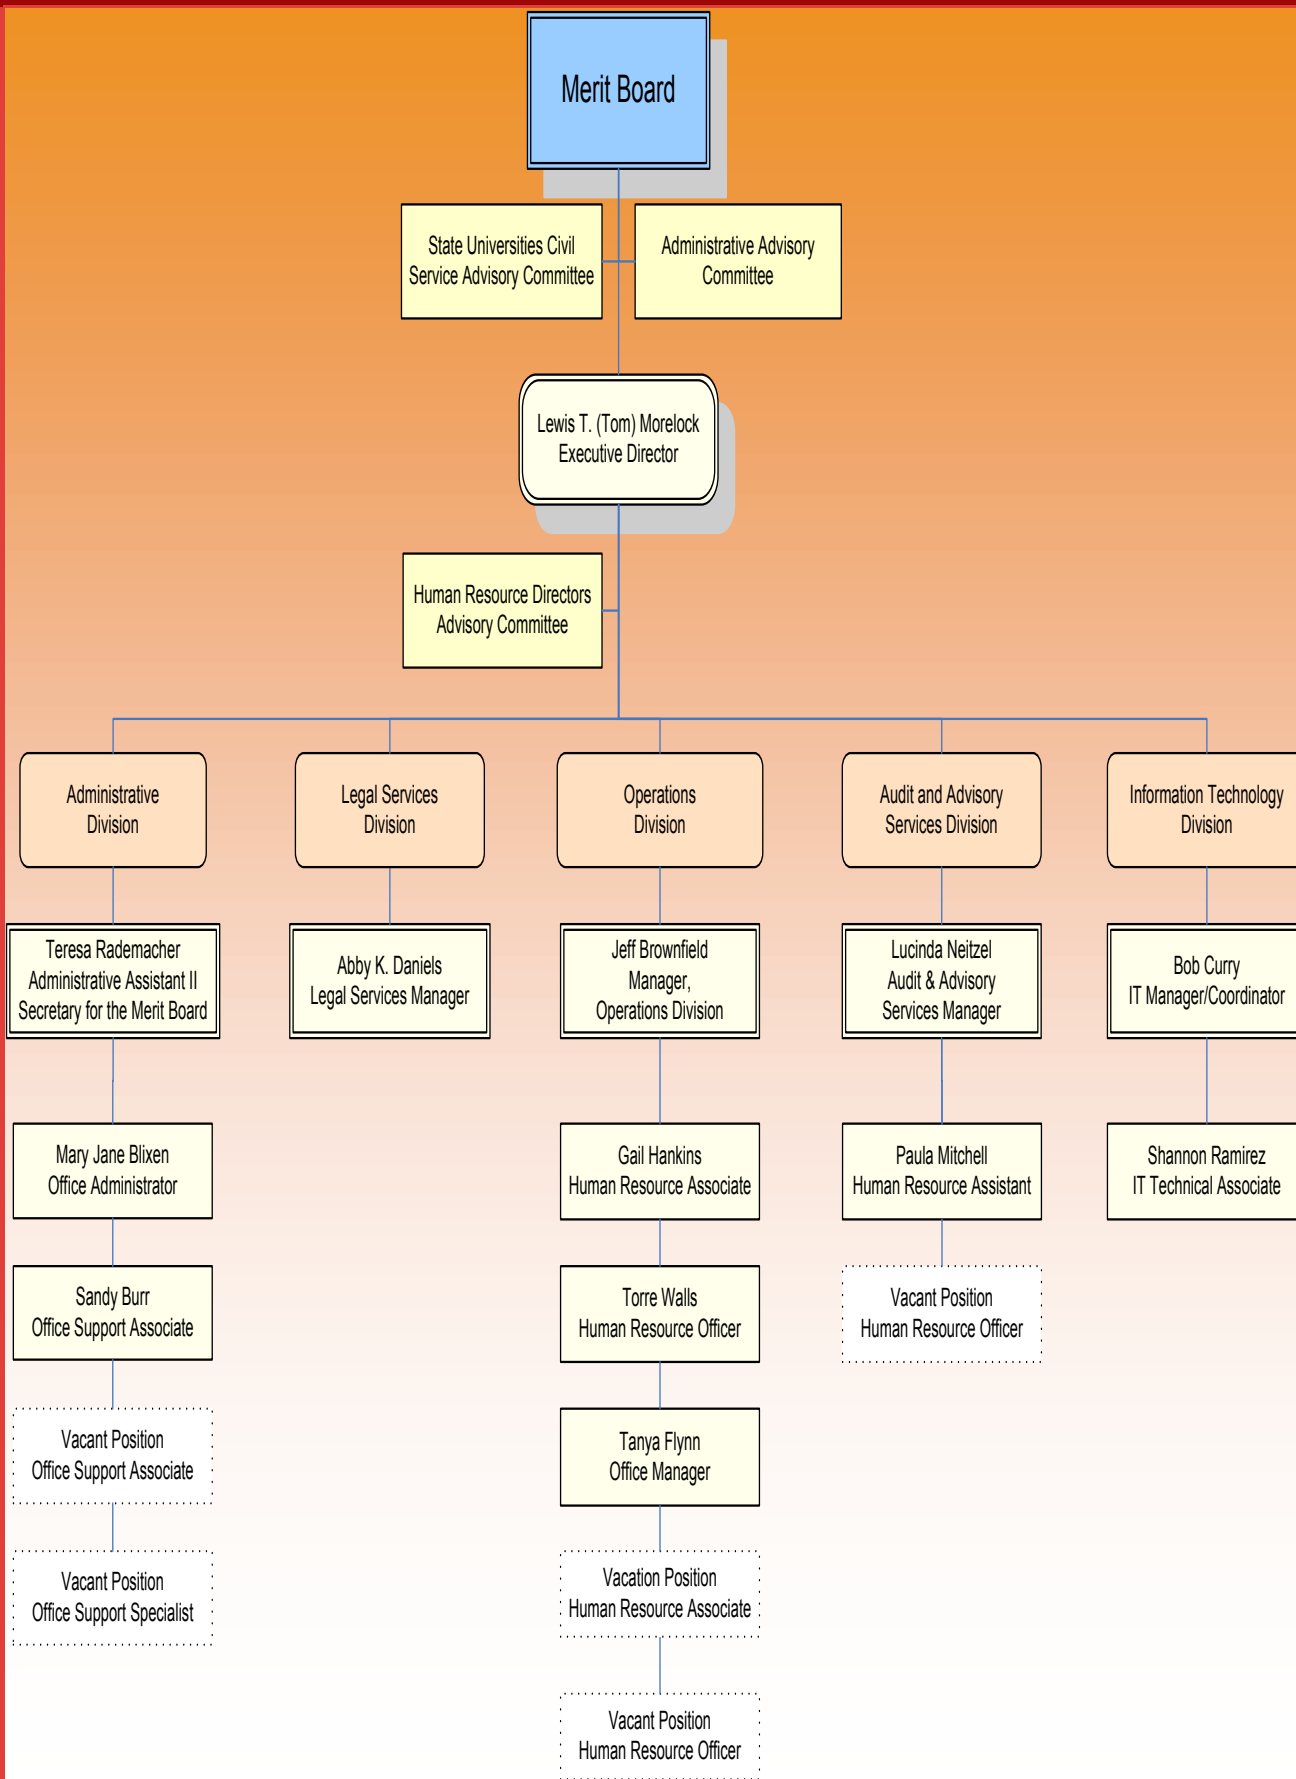 Merit Board
State Universities Civil
Service Advisory Committee
Administrative Advisory
Committee
Lewis T. (Tom) Morelock
Executive Director
Human Resource Directors
Advisory Committee
Administrative
Division
Legal Services
Division
Operations
Division
Audit and Advisory
Services Division
Information Technology
Division
Teresa Rademacher
Administrative Assistant II
Secretary for the Merit Board
Abby K. Daniels
Legal Services Manager
Jeff Brownfield
Manager,
Operations Division
Lucinda Neitzel
Audit & Advisory
Services Manager
Bob Curry
IT Manager/Coordinator
Mary Jane Blixen
Office Administrator
Gail Hankins
Human Resource Associate
Paula Mitchell
Human Resource Assistant
Shannon Ramirez
IT Technical Associate
Sandy Burr
Office Support Associate
Torre Walls
Human Resource Officer
Vacant Position
Human Resource Officer
Vacant Position
Office Support Associate
Tanya Flynn
Office Manager
Vacant Position
Office Support Specialist
Vacation Position
Human Resource Associate
Vacant Position
Human Resource Officer